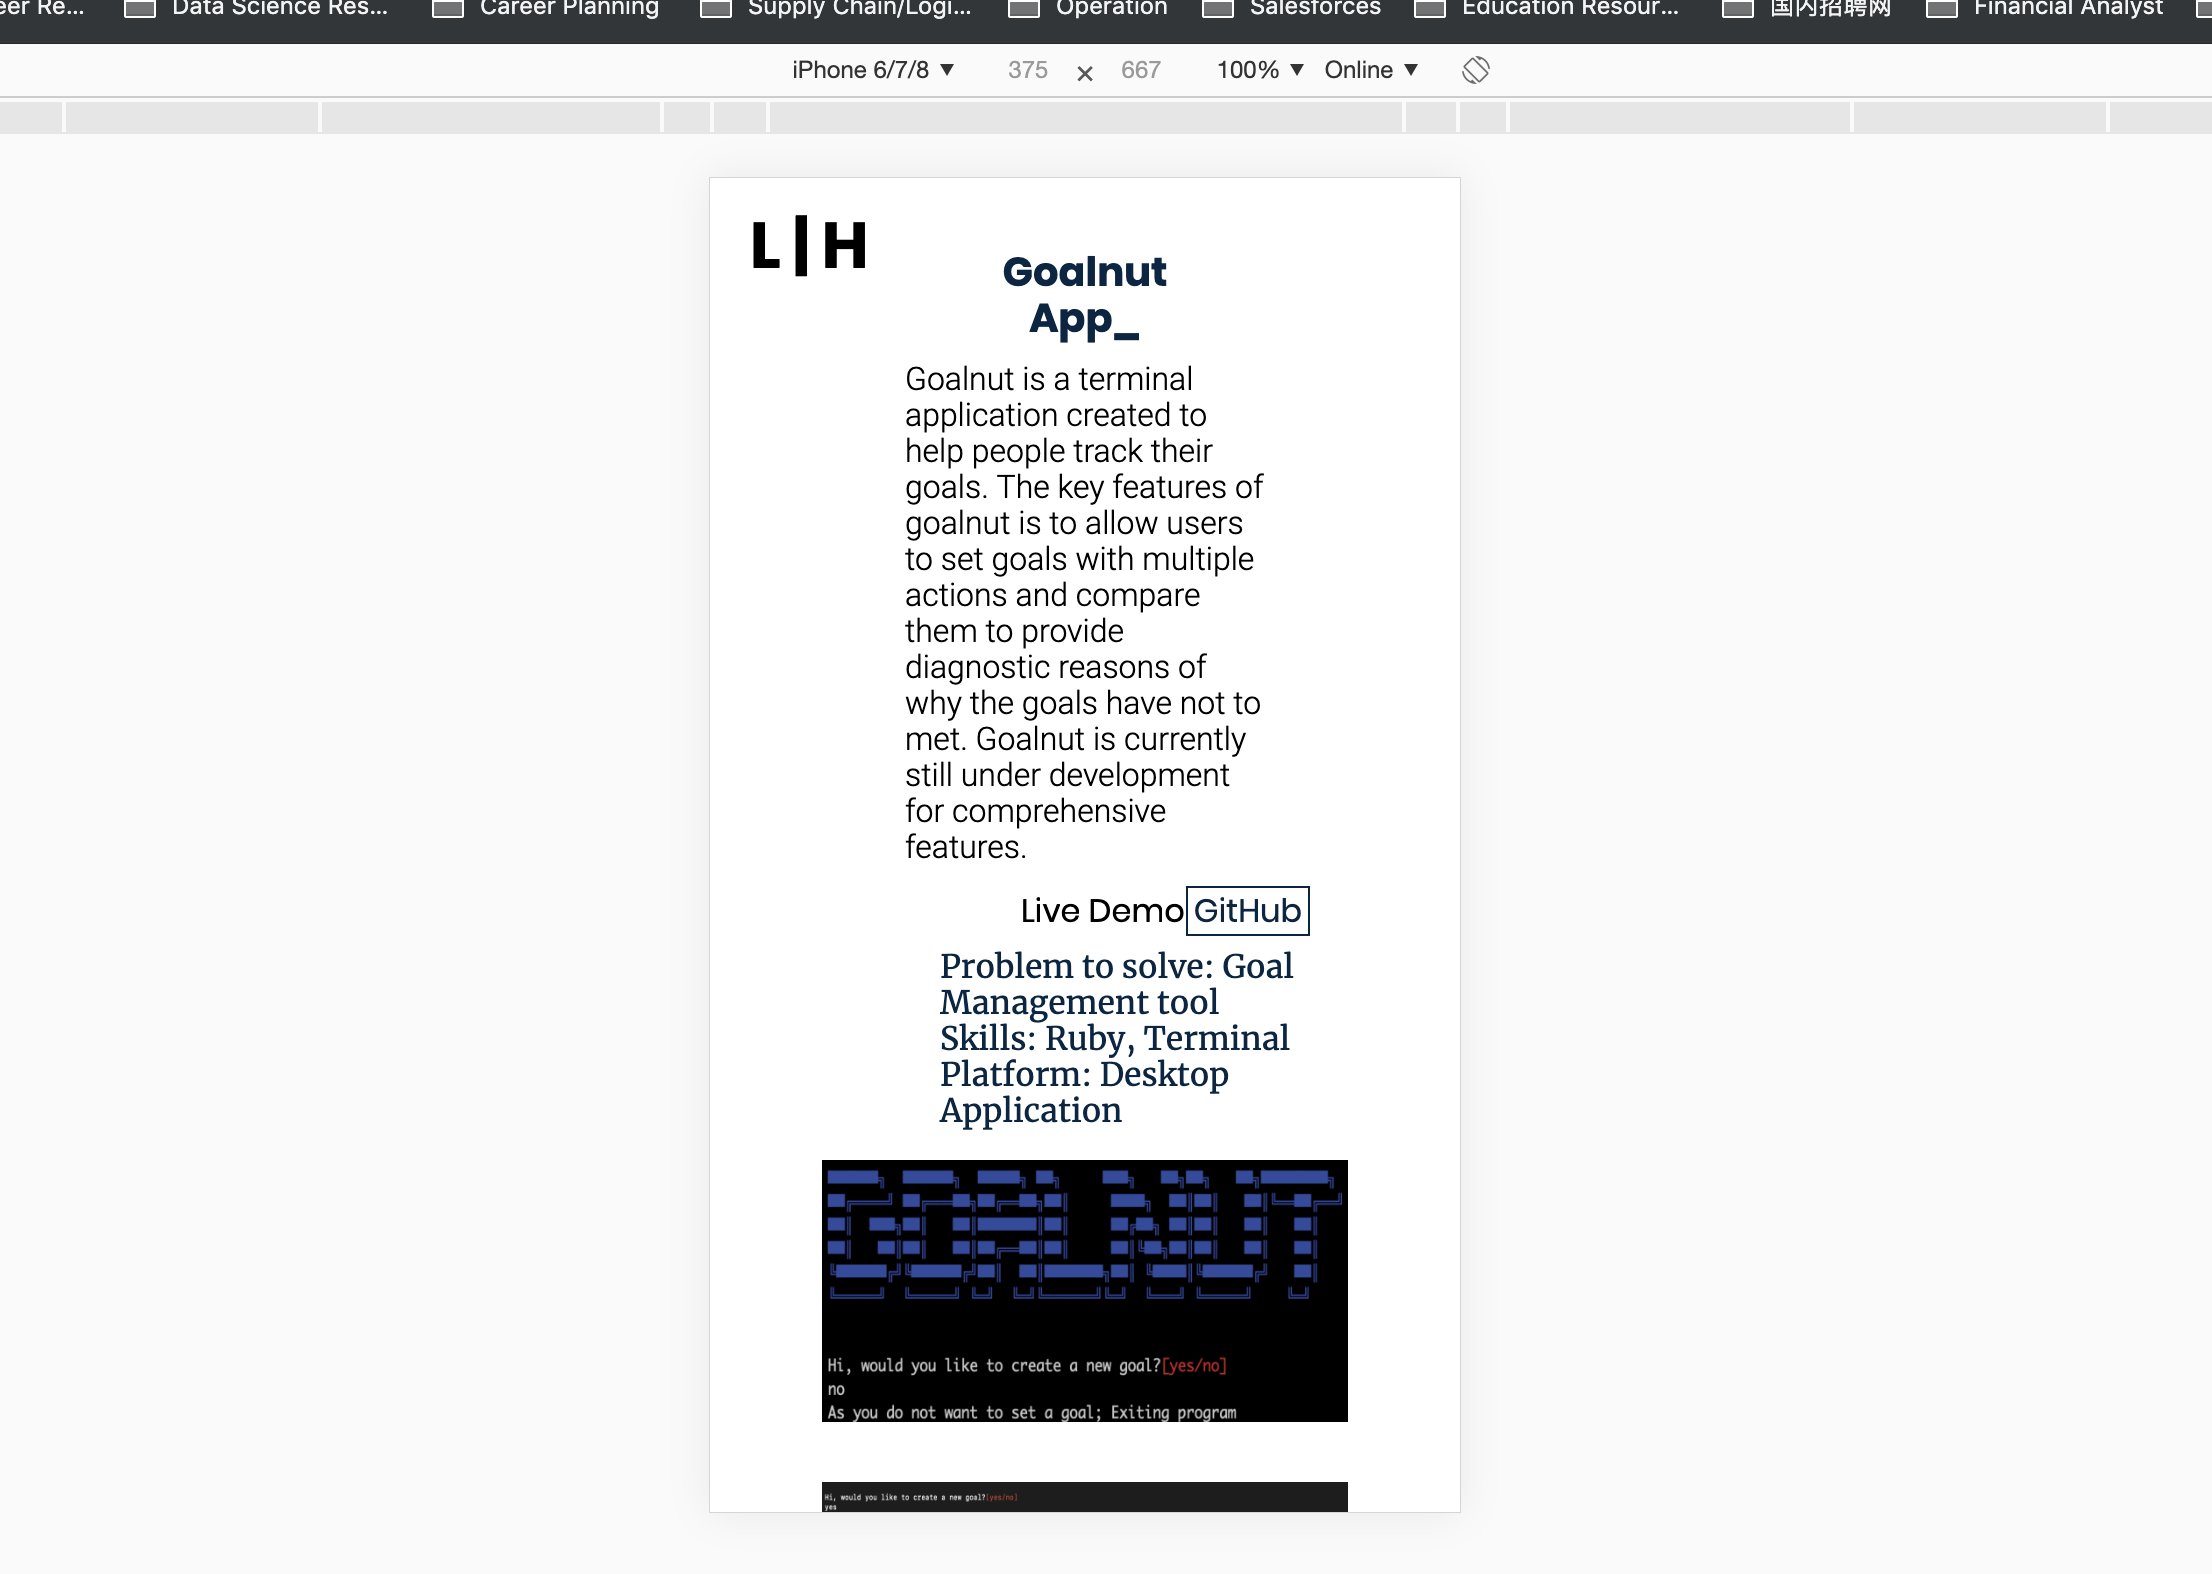 eer Re...
Data Science Res...
Career Planning
Supply Chain/Logi...
Operation
Salesforces
Education Resour...
国内招聘网
Financial Analyst
iPhone 6/7/8 ▼ 375 × 667 100% ▼ Online ▼
L|H
Goalnut
App_
Goalnut is a terminal
application created to
help people track their
goals. The key features of
goalnut is to allow users
to set goals with multiple
actions and compare
them to provide
diagnostic reasons of
why the goals have not to
met. Goalnut is currently
still under development
for comprehensive
features.
Live Demo GitHub
Problem to solve: Goal
Management tool
Skills: Ruby, Terminal
Platform: Desktop
Application
GOALNUT
Hi, would you like to create a new goal?[yes/no]
no
As you do not want to set a goal; Exiting program
Hi, would you like to create a new goal?[yes/no]
yes